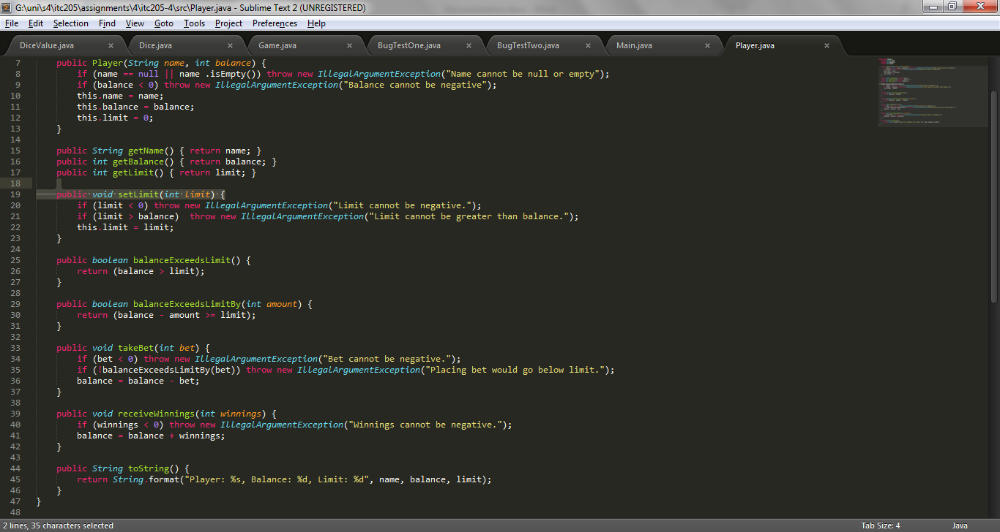 G:\uni\s4\itc205\assignments\4\itc205-4\src\Player.java - Sublime Text 2 (UNREGISTERED)
File Edit Selection Find View Goto Tools Project Preferences Help
DiceValue.java × Dice.java × Game.java × BugTestOne.java × BugTestTwo.java × Main.java × Player.java ×
7 public Player(String name, int balance) {
8 if (name == null || name .isEmpty()) throw new IllegalArgumentException("Name cannot be null or empty");
9 if (balance < 0) throw new IllegalArgumentException("Balance cannot be negative");
10 this.name = name;
11 this.balance = balance;
12 this.limit = 0;
13 }
14
15 public String getName() { return name; }
16 public int getBalance() { return balance; }
17 public int getLimit() { return limit; }
18
19 public void setLimit(int limit) {
20 if (limit < 0) throw new IllegalArgumentException("Limit cannot be negative.");
21 if (limit > balance)  throw new IllegalArgumentException("Limit cannot be greater than balance.");
22 this.limit = limit;
23 }
24
25 public boolean balanceExceedsLimit() {
26 return (balance > limit);
27 }
28
29 public boolean balanceExceedsLimitBy(int amount) {
30 return (balance - amount >= limit);
31 }
32
33 public void takeBet(int bet) {
34 if (bet < 0) throw new IllegalArgumentException("Bet cannot be negative.");
35 if (!balanceExceedsLimitBy(bet)) throw new IllegalArgumentException("Placing bet would go below limit.");
36 balance = balance - bet;
37 }
38
39 public void receiveWinnings(int winnings) {
40 if (winnings < 0) throw new IllegalArgumentException("Winnings cannot be negative.");
41 balance = balance + winnings;
42 }
43
44 public String toString() {
45 return String.format("Player: %s, Balance: %d, Limit: %d", name, balance, limit);
46 }
47 }
48
2 lines, 35 characters selected Tab Size: 4 Java